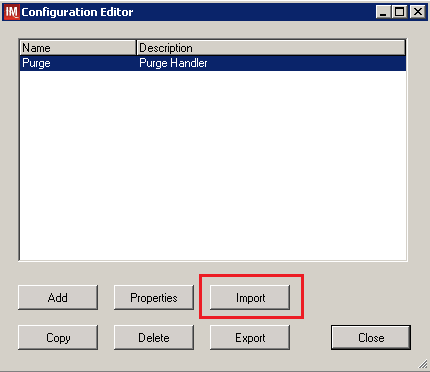 IM Configuration Editor
Name Description
Purge Purge Handler
Add Properties Import
Copy Delete Export Close